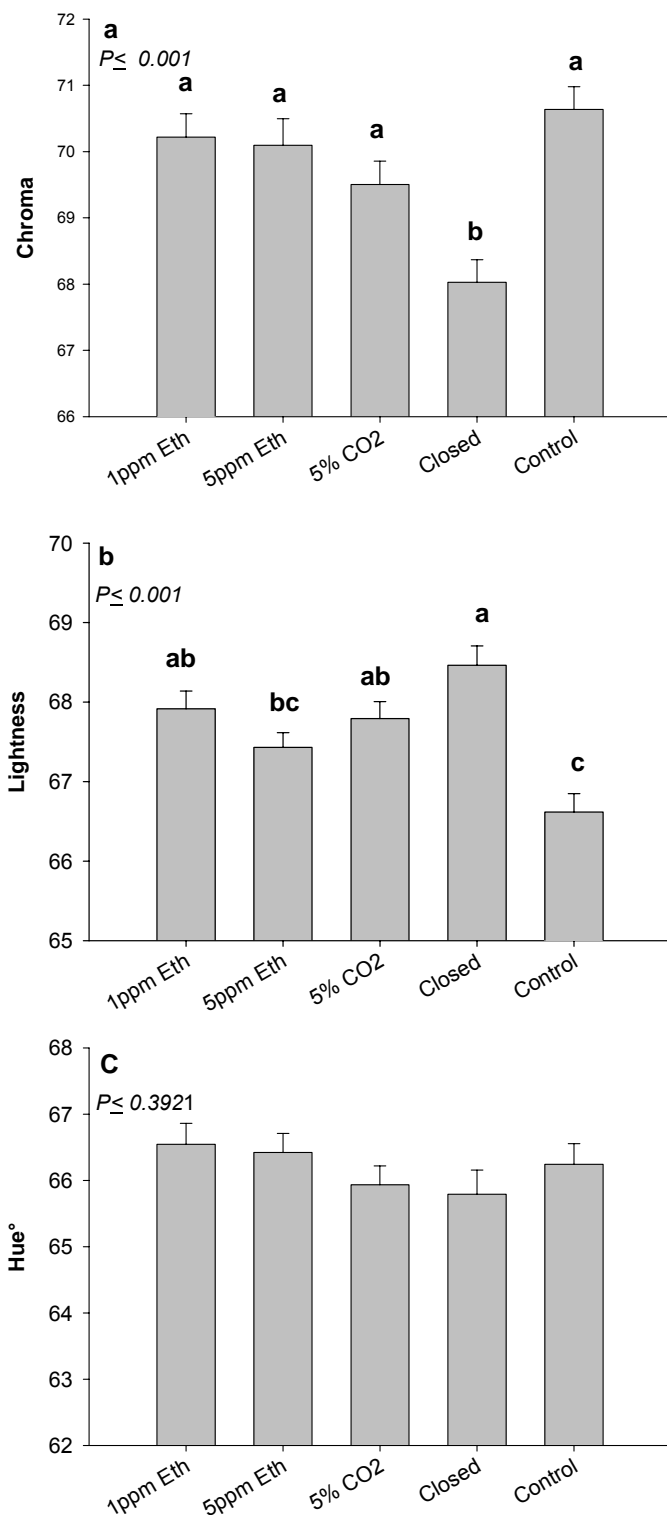 72
a
P≤ 0.001
71
70
69
68
67
66
Chroma
a
a
a
b
a
1ppm Eth
5ppm Eth
5% CO2
Closed
Control
70
b
P≤ 0.001
69
68
67
66
65
Lightness
ab
bc
ab
a
c
1ppm Eth
5ppm Eth
5% CO2
Closed
Control
68
C
P≤ 0.3921
67
66
65
64
63
62
Hue°
1ppm Eth
5ppm Eth
5% CO2
Closed
Control